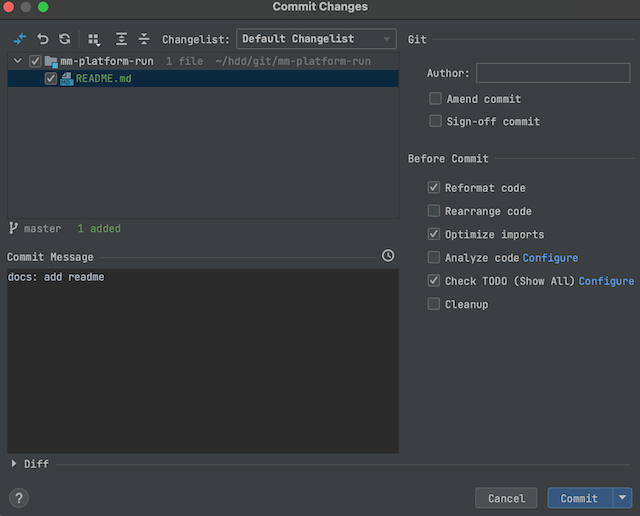 Commit Changes
Changelist: Default Changelist
mm-platform-run 1 file ~/hdd/git/mm-platform-run
README.md
master 1 added
Commit Message
docs: add readme
Diff
Git
Author:
Amend commit
Sign-off commit
Before Commit
Reformat code
Rearrange code
Optimize imports
Analyze code Configure
Check TODO (Show All) Configure
Cleanup
?
Cancel
Commit